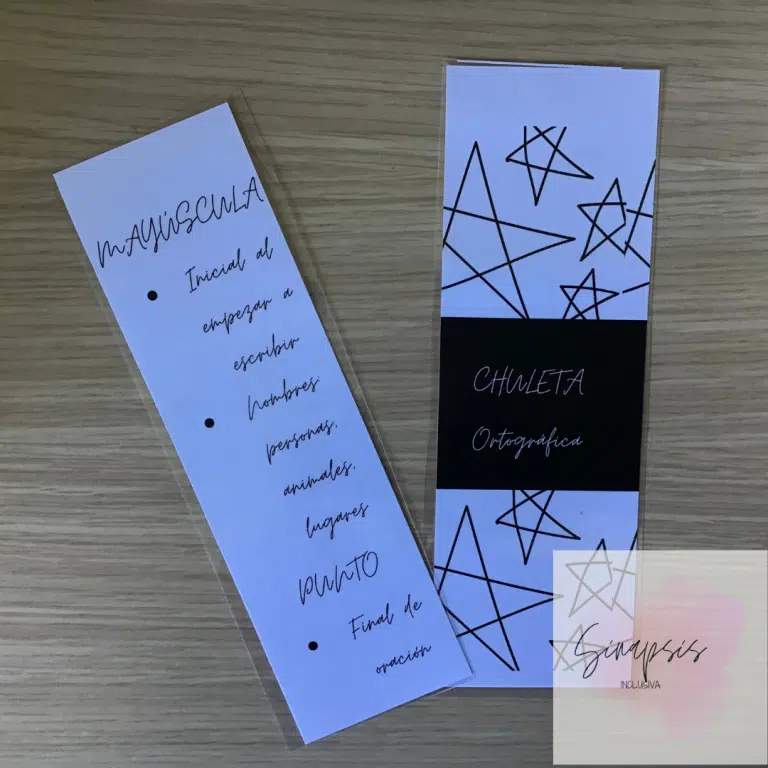 MAYÚSCULA
• Inicial al
empezar a
escribir
• Nombres:
personas,
animales,
lugares
PUNTO
• Final de
oración
CHULETA
Ortográfica
Sinapsis
INCLUSIVA